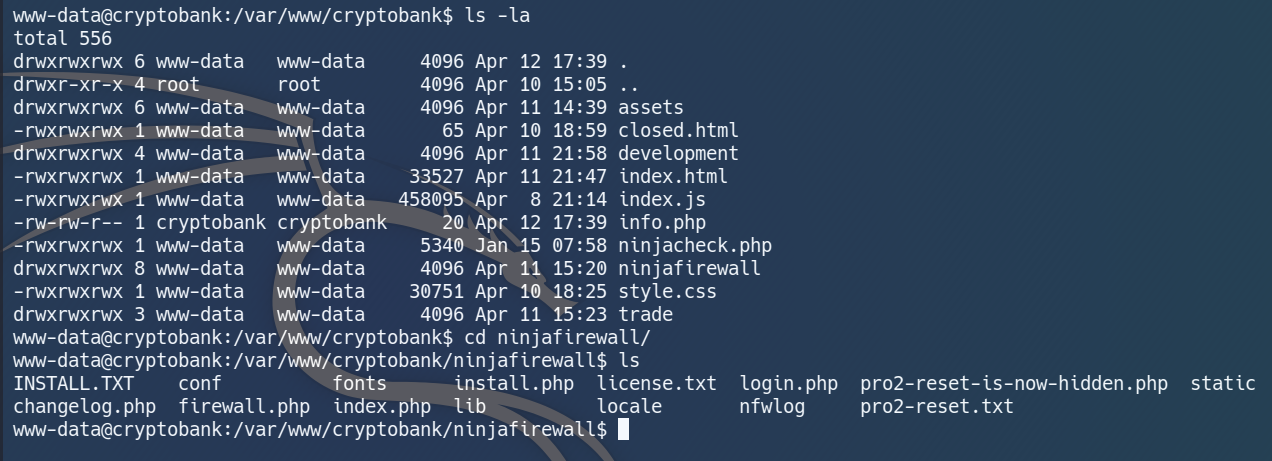 www-data@cryptobank:/var/www/cryptobank$ ls -la
total 556
drwxrwxrwx 6 www-data   www-data     4096 Apr 12 17:39 .
drwxr-xr-x 4 root       root         4096 Apr 10 15:05 ..
drwxrwxrwx 6 www-data   www-data     4096 Apr 11 14:39 assets
-rwxrwxrwx 1 www-data   www-data       65 Apr 10 18:59 closed.html
drwxrwxrwx 4 www-data   www-data     4096 Apr 11 21:58 development
-rwxrwxrwx 1 www-data   www-data    33527 Apr 11 21:47 index.html
-rwxrwxrwx 1 www-data   www-data   458095 Apr  8 21:14 index.js
-rw-rw-r-- 1 cryptobank cryptobank     20 Apr 12 17:39 info.php
-rwxrwxrwx 1 www-data   www-data     5340 Jan 15 07:58 ninjacheck.php
drwxrwxrwx 8 www-data   www-data     4096 Apr 11 15:20 ninjafirewall
-rwxrwxrwx 1 www-data   www-data    30751 Apr 10 18:25 style.css
drwxrwxrwx 3 www-data   www-data     4096 Apr 11 15:23 trade
www-data@cryptobank:/var/www/cryptobank$ cd ninjafirewall/
www-data@cryptobank:/var/www/cryptobank/ninjafirewall$ ls
INSTALL.TXT    conf          fonts      install.php  license.txt  login.php  pro2-reset-is-now-hidden.php  static
changelog.php  firewall.php  index.php  lib          locale       nfwlog     pro2-reset.txt
www-data@cryptobank:/var/www/cryptobank/ninjafirewall$